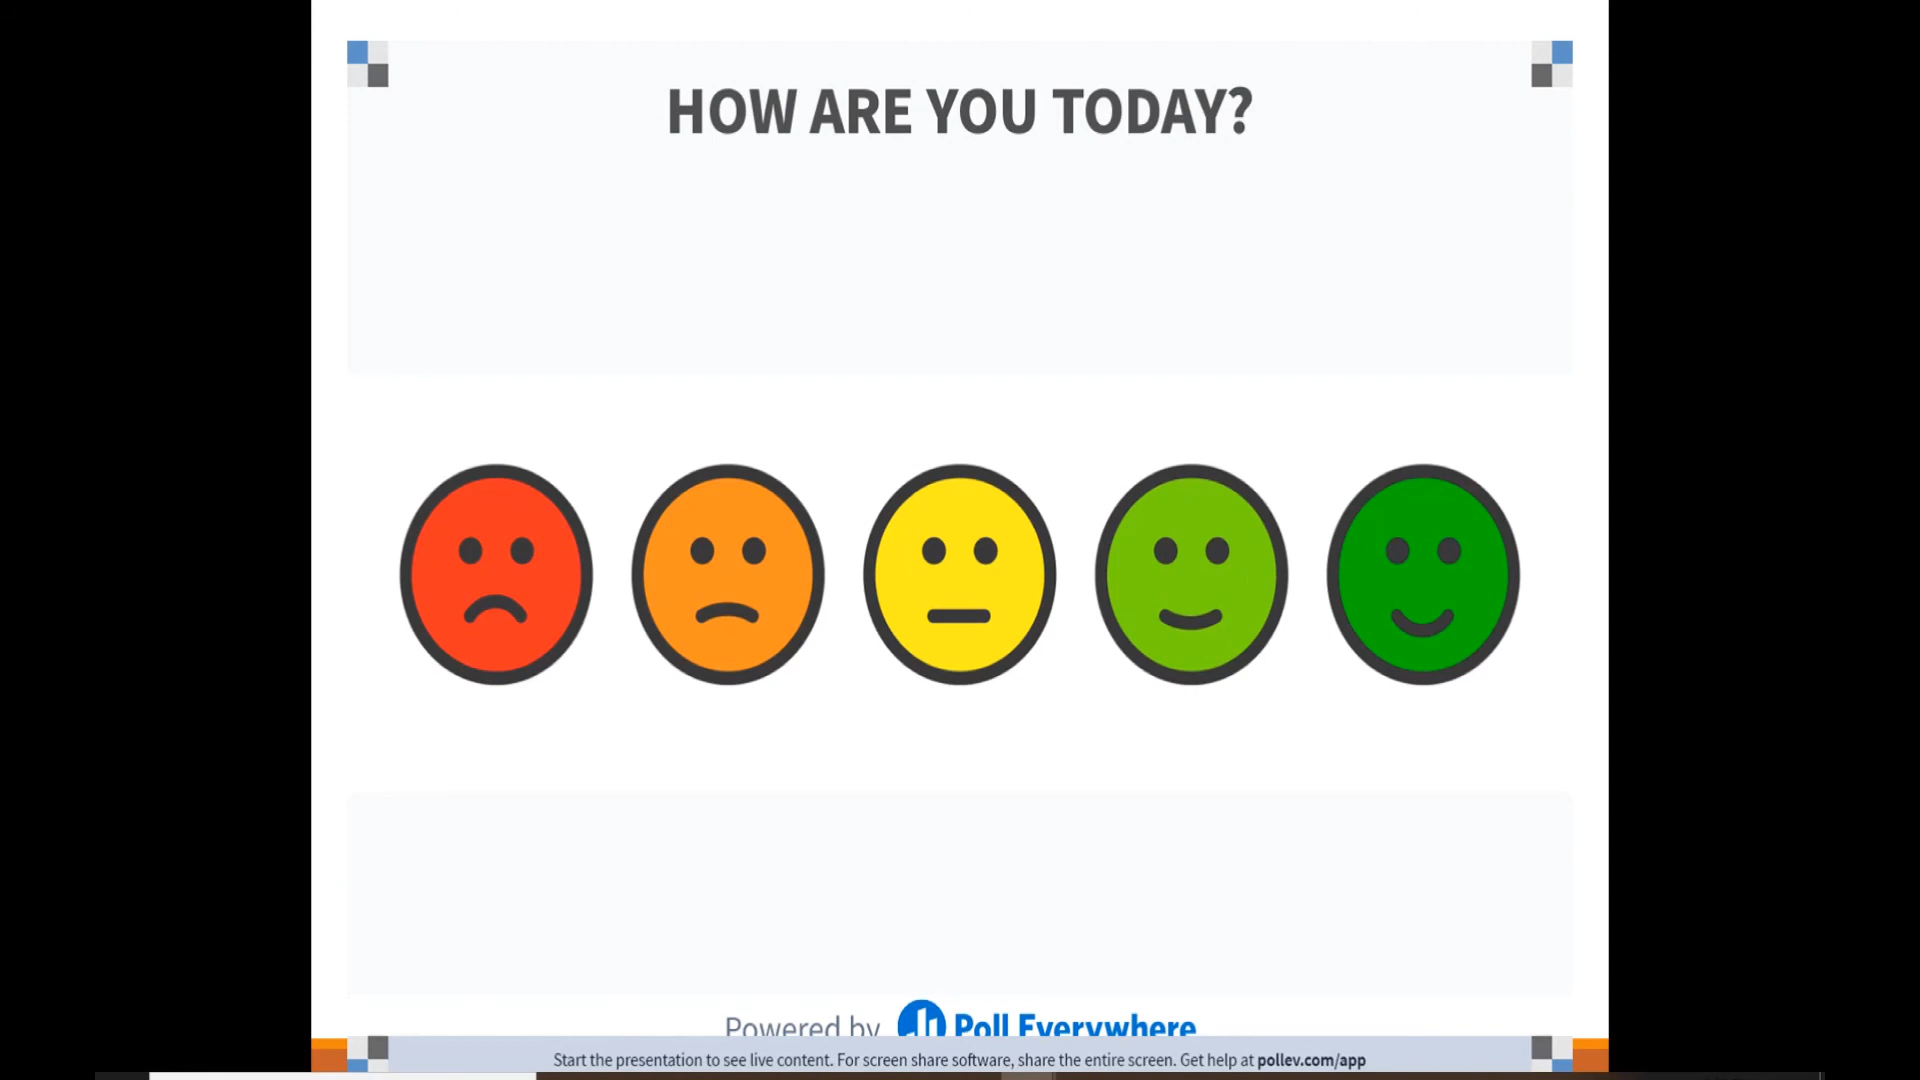 HOW ARE YOU TODAY?
Powered by Poll Everywhere
Start the presentation to see live content. For screen share software, share the entire screen. Get help at pollev.com/app